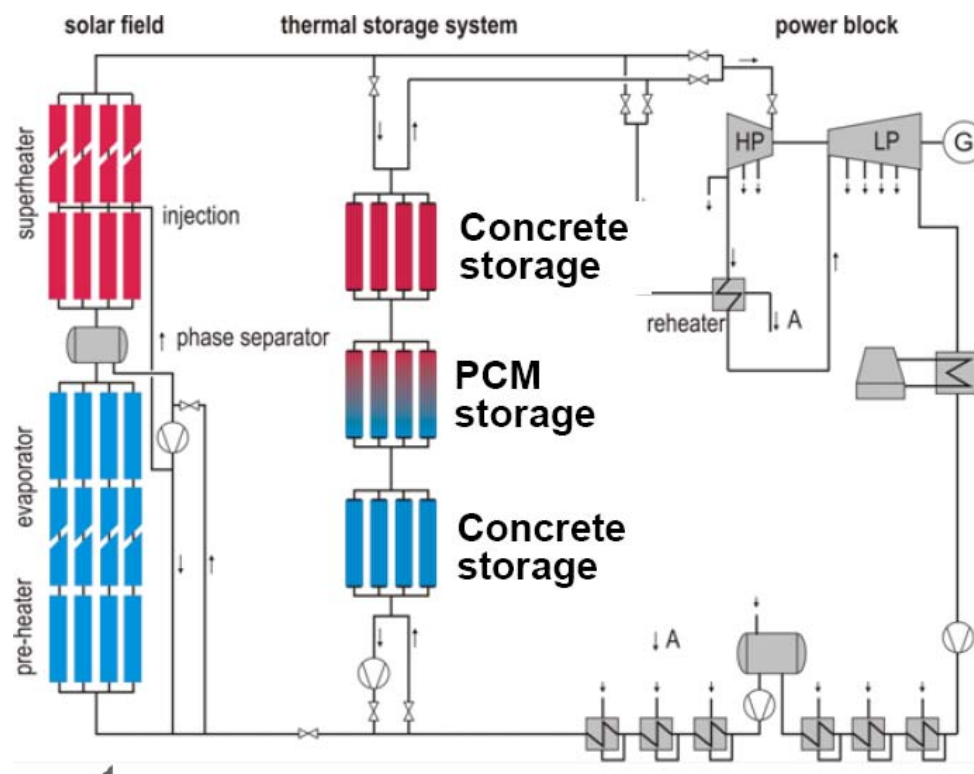 solar field
thermal storage system
power block
superheater
injection
phase separator
evaporator
pre-heater
Concrete
storage
PCM
storage
Concrete
storage
HP
LP
G
reheater
A
A